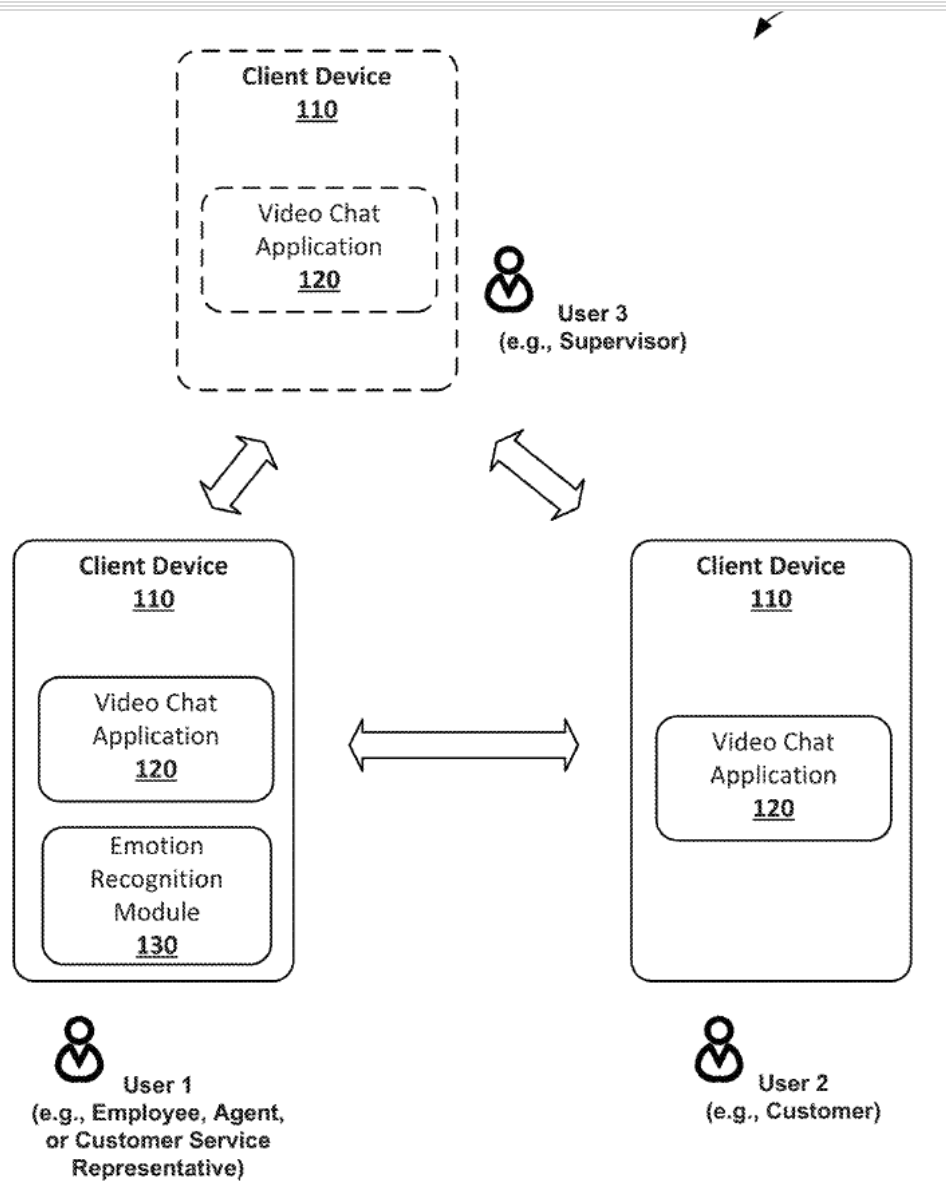 Client Device
110
Video Chat
Application
120
User 3
(e.g., Supervisor)
Client Device
110
Video Chat
Application
120
Emotion
Recognition
Module
130
User 1
(e.g., Employee, Agent,
or Customer Service
Representative)
Client Device
110
Video Chat
Application
120
User 2
(e.g., Customer)